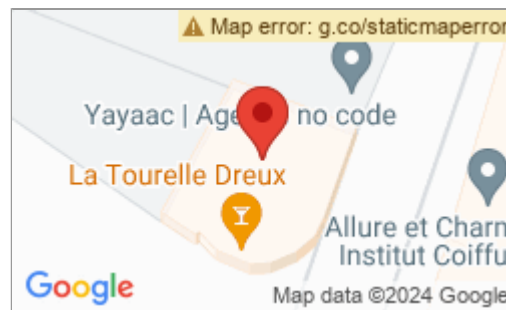 Map error: g.co/staticmaperror
Yayaac | Age no code
La Tourelle Dreux
Allure et Charm
Institut Coiffu
Google
Map data ©2024 Google